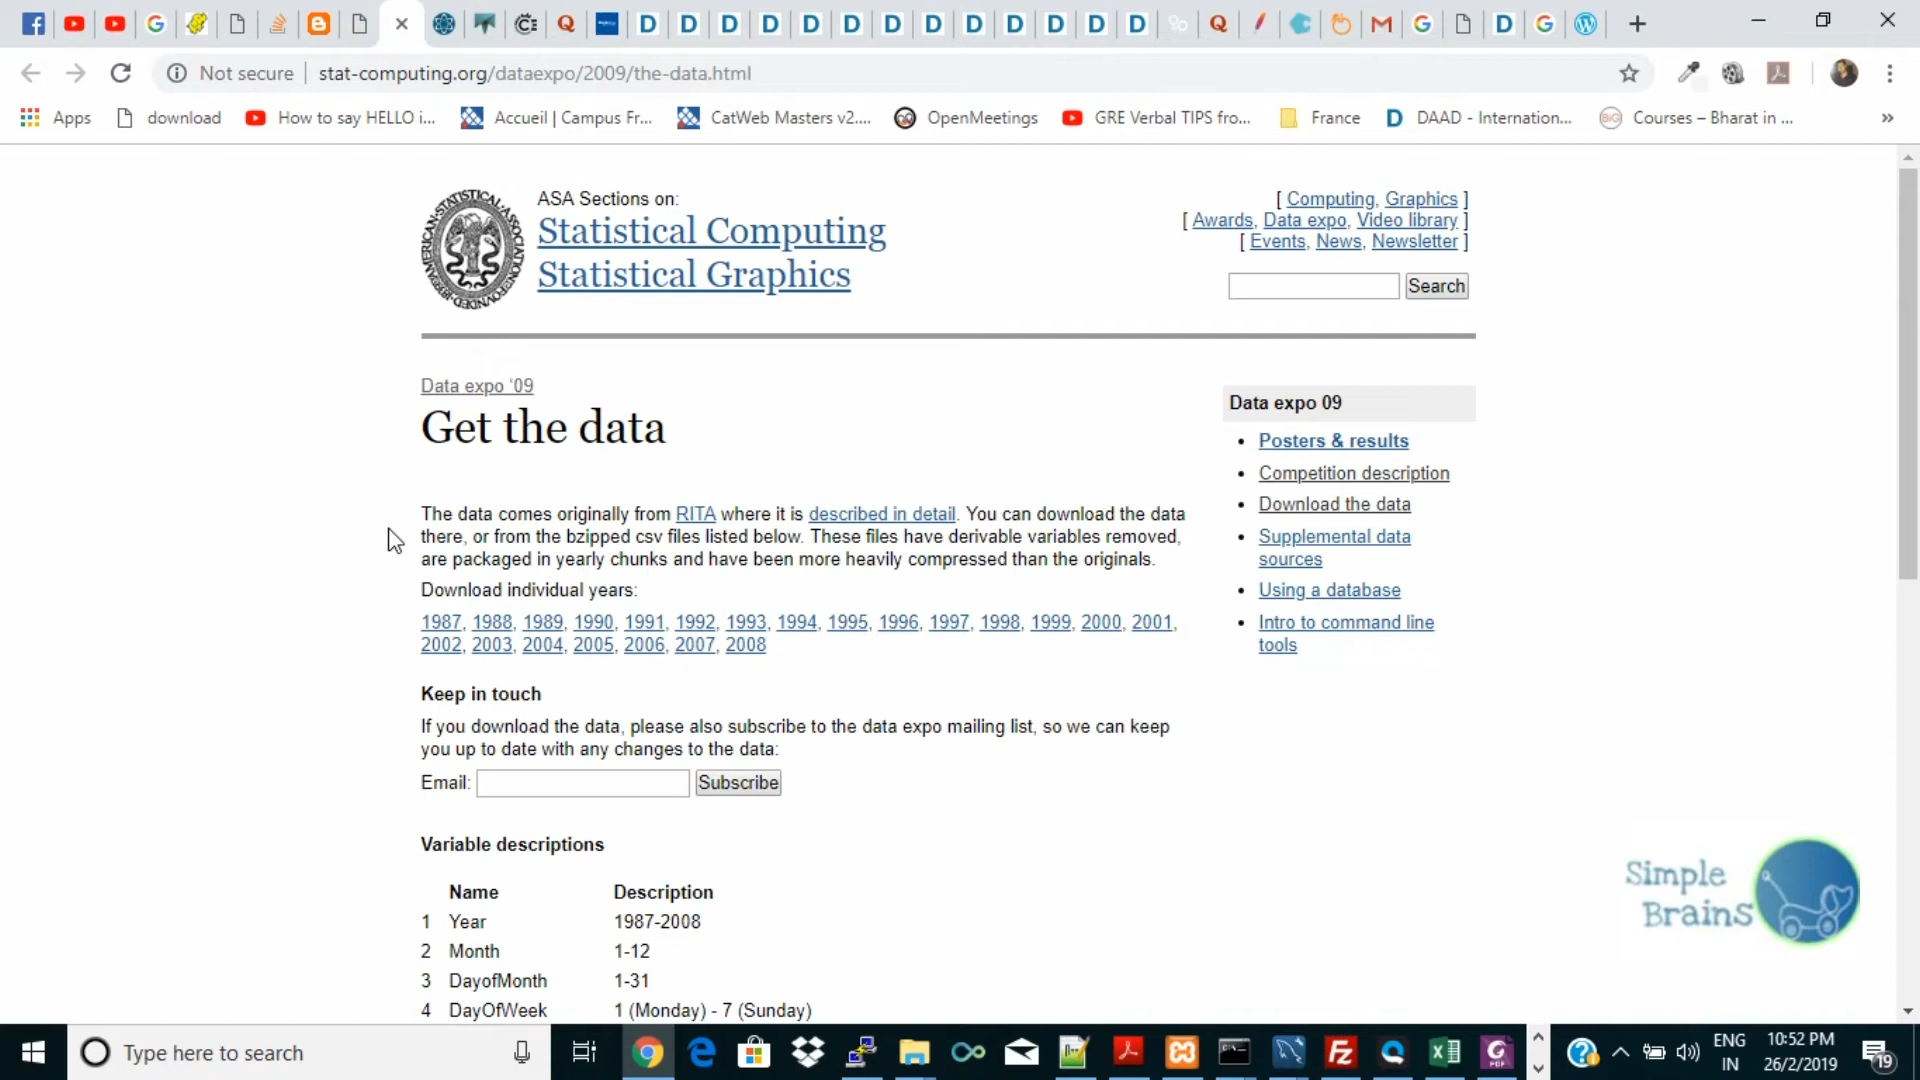 Not secure | stat-computing.org/dataexpo/2009/the-data.html
Apps download How to say HELLO i... Accueil | Campus Fr... CatWeb Masters v2.... OpenMeetings GRE Verbal TIPS fro... France DAAD - Internation... Courses – Bharat in ... »
ASA Sections on:
Statistical Computing
Statistical Graphics
[ Computing, Graphics ]
[ Awards, Data expo, Video library ]
[ Events, News, Newsletter ]
Search
Data expo ‘09
Get the data
The data comes originally from RITA where it is described in detail. You can download the data
there, or from the bzipped csv files listed below. These files have derivable variables removed,
are packaged in yearly chunks and have been more heavily compressed than the originals.
Download individual years:
1987, 1988, 1989, 1990, 1991, 1992, 1993, 1994, 1995, 1996, 1997, 1998, 1999, 2000, 2001,
2002, 2003, 2004, 2005, 2006, 2007, 2008
Keep in touch
If you download the data, please also subscribe to the data expo mailing list, so we can keep
you up to date with any changes to the data:
Email: Subscribe
Variable descriptions
Name Description
1 Year 1987-2008
2 Month 1-12
3 DayofMonth 1-31
4 DayOfWeek 1 (Monday) - 7 (Sunday)
Data expo 09
Posters & results
Competition description
Download the data
Supplemental data
sources
Using a database
Intro to command line
tools
Simple
Brains
Type here to search
ENG
IN
10:52 PM
26/2/2019
19